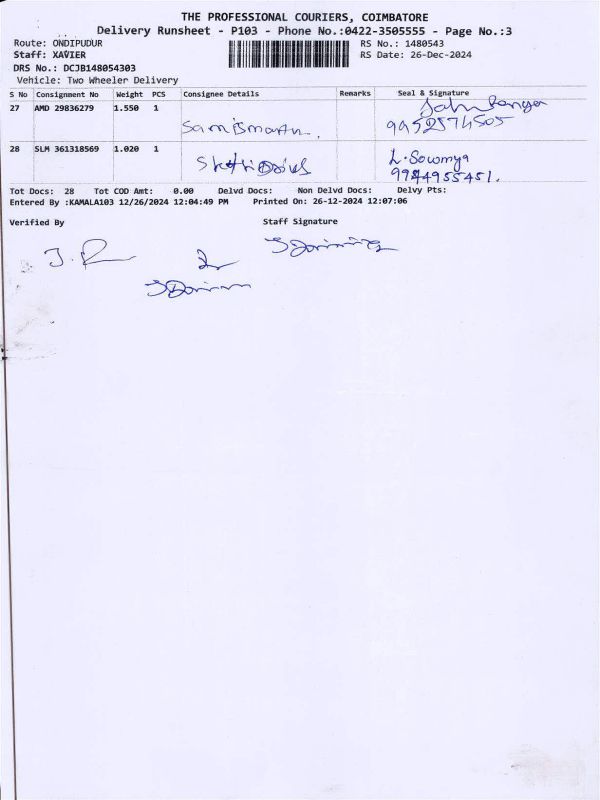 THE PROFESSIONAL COURIERS, COIMBATORE
Delivery Runsheet - P103 - Phone No.:0422-3505555 - Page No.:3
Route: ONDIPUDUR RS No.: 1480543
Staff: XAVIER RS Date: 26-Dec-2024
DRS No.: DCJB148054303
Vehicle: Two Wheeler Delivery
S No Consignment No Weight PCS Consignee Details Remarks Seal & Signature
27 AMD 29836279 1.550 1
9952574505
28 SLM 361318569 1.020 1 L. Sowmya
9944955451.
Tot Docs: 28 Tot COD Amt: 0.00 Delvd Docs: Non Delvd Docs: Delvy Pts:
Entered By :KAMALA103 12/26/2024 12:04:49 PM Printed On: 26-12-2024 12:07:06
Verified By Staff Signature